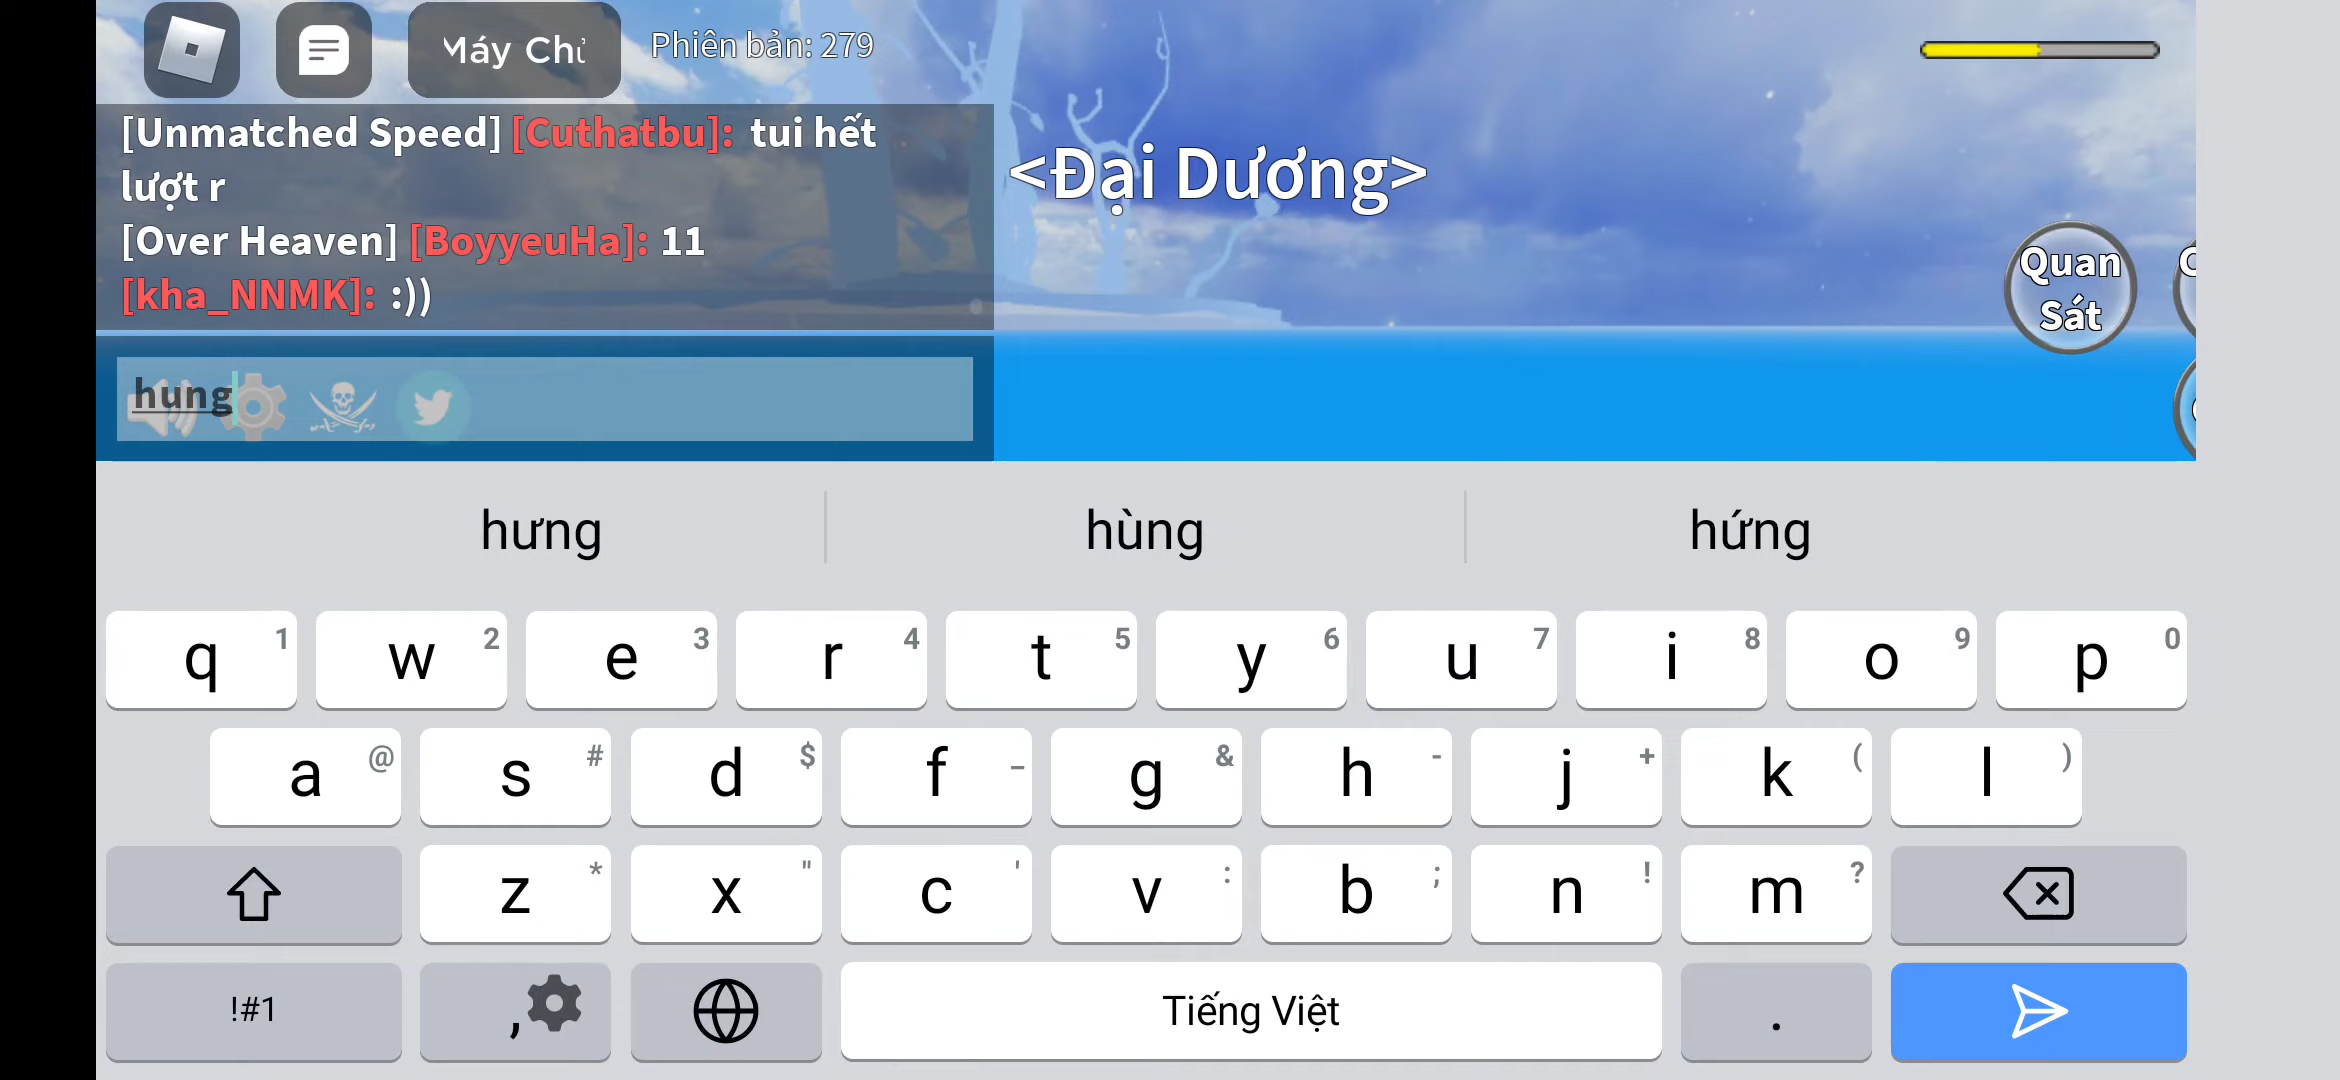 Máy Chủ
Phiên bản: 279
[Unmatched Speed] [Cuthatbu]: tui hết
lượt r
[Over Heaven] [BoyyeuHa]: 11
[kha_NNMK]: :))
<Đại Dương>
Quan
Sát
hung
hưng hùng hứng
q 1 w 2 e 3 r 4 t 5 y 6 u 7 i 8 o 9 p 0
a @ s # d $ f _ g & h - j + k ( l )
z * x " c ' v : b ; n ! m ?
!#1 , Tiếng Việt .